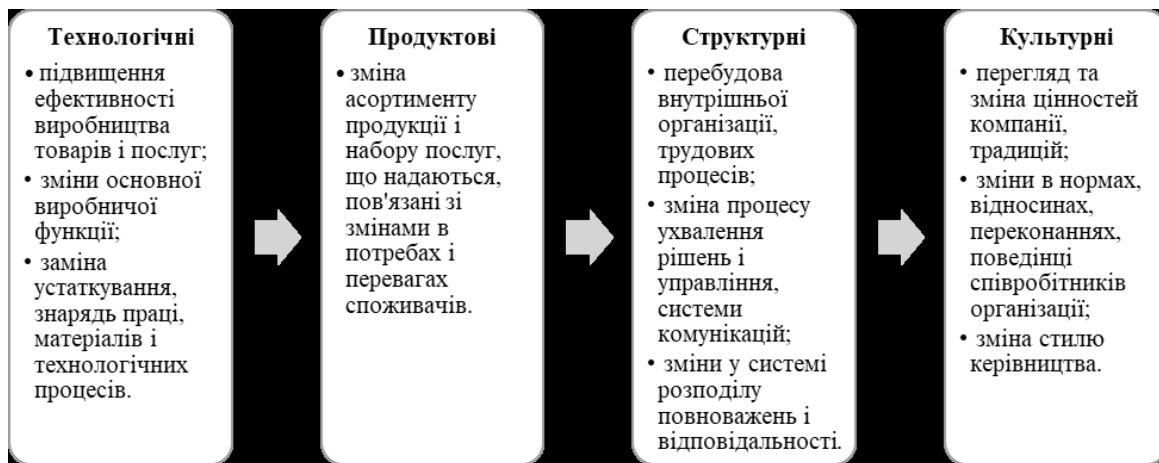 Технологічні
• підвищення
ефективності
виробництва
товарів і послуг;
• зміни основної
виробничої
функції;
• заміна
устаткування,
знарядь праці,
матеріалів і
технологічних
процесів.
Продуктові
• зміна
асортименту
продукції і
набору послуг,
що надаються,
пов'язані зі
змінами в
потребах і
перевагах
споживачів.
Структурні
• перебудова
внутрішньої
організації,
трудових
процесів;
• зміна процесу
ухвалення
рішень і
управління,
системи
комунікацій;
• зміни у системі
розподілу
повноважень і
відповідальності.
Культурні
• перегляд та
зміна цінностей
компанії,
традицій;
• зміни в нормах,
відносинах,
переконаннях,
поведінці
співробітників
організації;
• зміна стилю
керівництва.